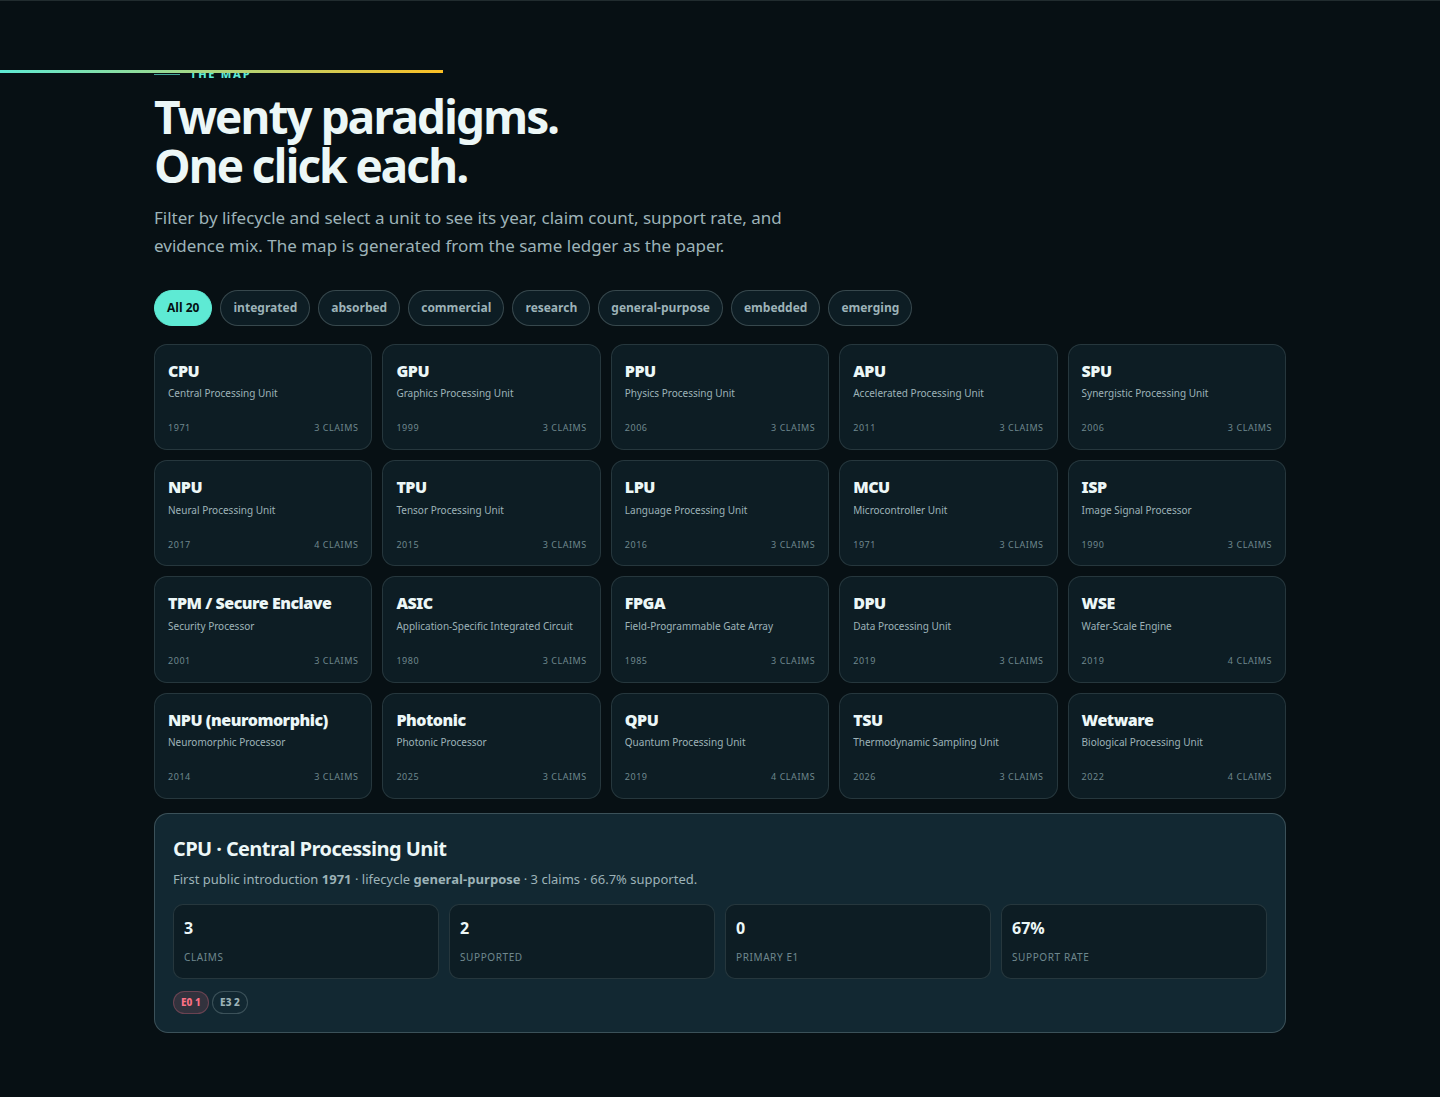 THE MAP
Twenty paradigms.
One click each.
Filter by lifecycle and select a unit to see its year, claim count, support rate, and
evidence mix. The map is generated from the same ledger as the paper.
All 20 integrated absorbed commercial research general-purpose embedded emerging
CPU GPU PPU APU SPU
Central Processing Unit Graphics Processing Unit Physics Processing Unit Accelerated Processing Unit Synergistic Processing Unit
1971 3 CLAIMS 1999 3 CLAIMS 2006 3 CLAIMS 2011 3 CLAIMS 2006 3 CLAIMS
NPU TPU LPU MCU ISP
Neural Processing Unit Tensor Processing Unit Language Processing Unit Microcontroller Unit Image Signal Processor
2017 4 CLAIMS 2015 3 CLAIMS 2016 3 CLAIMS 1971 3 CLAIMS 1990 3 CLAIMS
TPM / Secure Enclave ASIC FPGA DPU WSE
Security Processor Application-Specific Integrated Circuit Field-Programmable Gate Array Data Processing Unit Wafer-Scale Engine
2001 3 CLAIMS 1980 3 CLAIMS 1985 3 CLAIMS 2019 3 CLAIMS 2019 4 CLAIMS
NPU (neuromorphic) Photonic QPU TSU Wetware
Neuromorphic Processor Photonic Processor Quantum Processing Unit Thermodynamic Sampling Unit Biological Processing Unit
2014 3 CLAIMS 2025 3 CLAIMS 2019 4 CLAIMS 2026 3 CLAIMS 2022 4 CLAIMS
CPU · Central Processing Unit
First public introduction 1971 · lifecycle general-purpose · 3 claims · 66.7% supported.
3 2 0 67%
CLAIMS SUPPORTED PRIMARY E1 SUPPORT RATE
E0 1 E3 2